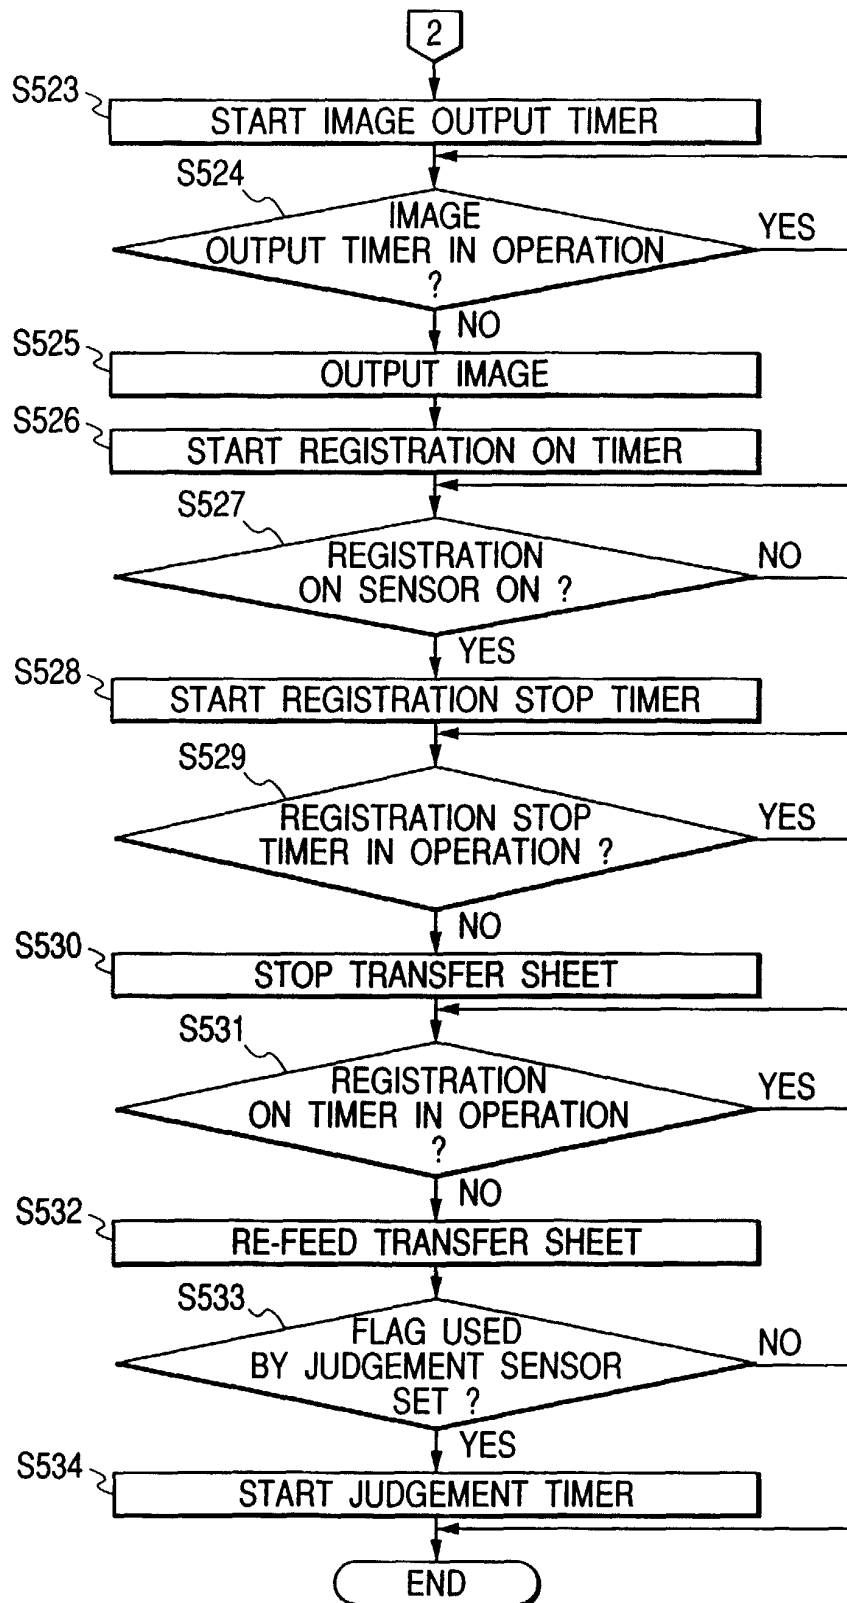 2
S523
START IMAGE OUTPUT TIMER
S524
IMAGE
OUTPUT TIMER IN OPERATION
?
YES
NO
S525
OUTPUT IMAGE
S526
START REGISTRATION ON TIMER
S527
REGISTRATION
ON SENSOR ON ?
NO
YES
S528
START REGISTRATION STOP TIMER
S529
REGISTRATION STOP
TIMER IN OPERATION ?
YES
NO
S530
STOP TRANSFER SHEET
S531
REGISTRATION
ON TIMER IN OPERATION
?
YES
NO
S532
RE-FEED TRANSFER SHEET
S533
FLAG USED
BY JUDGEMENT SENSOR
SET ?
NO
YES
S534
START JUDGEMENT TIMER
END